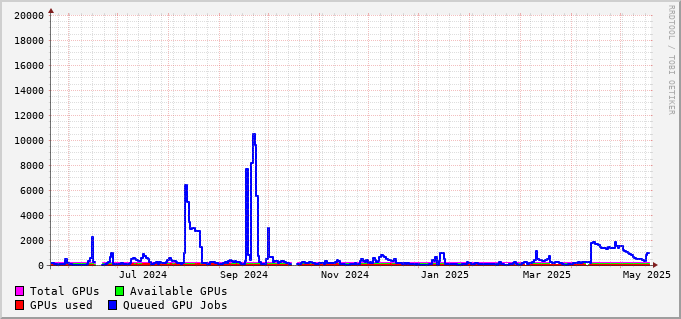 20000
18000
16000
14000
12000
10000
8000
6000
4000
2000
0
Jul 2024 Sep 2024 Nov 2024 Jan 2025 Mar 2025 May 2025
Total GPUs Available GPUs
GPUs used Queued GPU Jobs
RRDTOOL / TOBI OETIKER